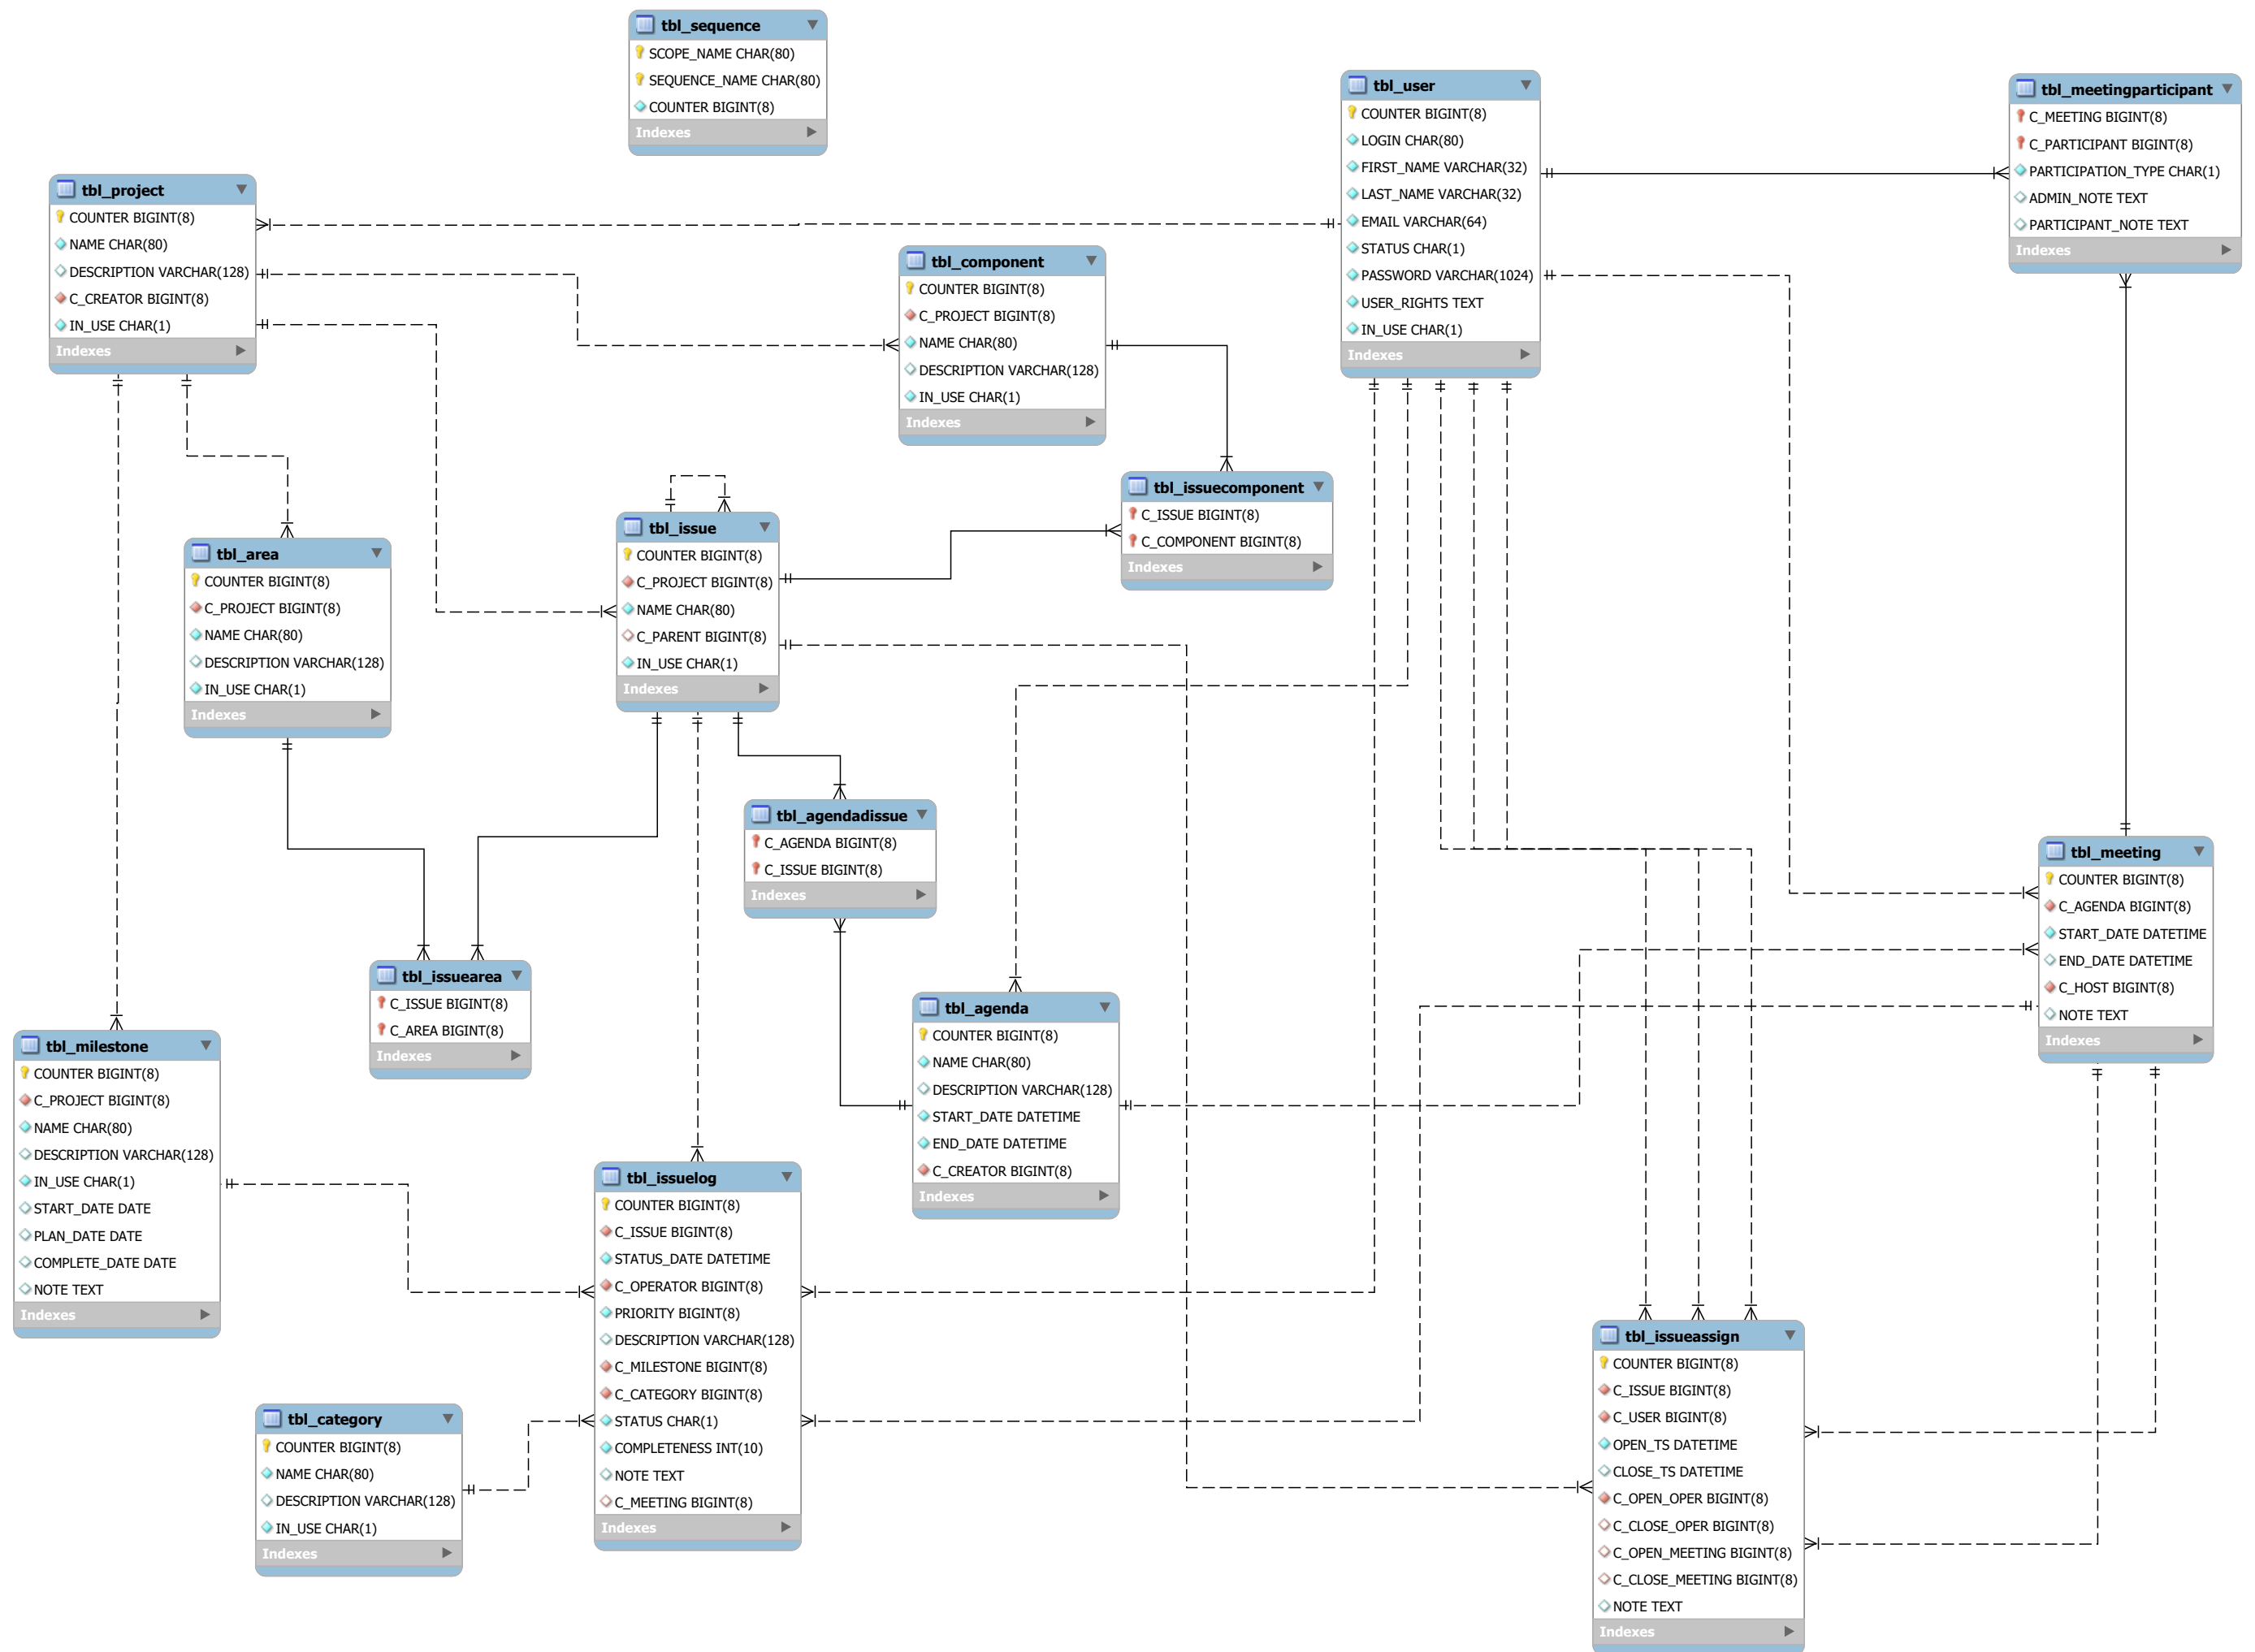 tbl_sequence
SCOPE_NAME CHAR(80)
SEQUENCE_NAME CHAR(80)
COUNTER BIGINT(8)
Indexes
tbl_user
COUNTER BIGINT(8)
LOGIN CHAR(80)
FIRST_NAME VARCHAR(32)
LAST_NAME VARCHAR(32)
EMAIL VARCHAR(64)
STATUS CHAR(1)
PASSWORD VARCHAR(1024)
USER_RIGHTS TEXT
IN_USE CHAR(1)
Indexes
tbl_meetingparticipant
C_MEETING BIGINT(8)
C_PARTICIPANT BIGINT(8)
PARTICIPATION_TYPE CHAR(1)
ADMIN_NOTE TEXT
PARTICIPANT_NOTE TEXT
Indexes
tbl_project
COUNTER BIGINT(8)
NAME CHAR(80)
DESCRIPTION VARCHAR(128)
C_CREATOR BIGINT(8)
IN_USE CHAR(1)
Indexes
tbl_component
COUNTER BIGINT(8)
C_PROJECT BIGINT(8)
NAME CHAR(80)
DESCRIPTION VARCHAR(128)
IN_USE CHAR(1)
Indexes
tbl_issuecomponent
C_ISSUE BIGINT(8)
C_COMPONENT BIGINT(8)
Indexes
tbl_issue
COUNTER BIGINT(8)
C_PROJECT BIGINT(8)
NAME CHAR(80)
C_PARENT BIGINT(8)
IN_USE CHAR(1)
Indexes
tbl_area
COUNTER BIGINT(8)
C_PROJECT BIGINT(8)
NAME CHAR(80)
DESCRIPTION VARCHAR(128)
IN_USE CHAR(1)
Indexes
tbl_agendadissue
C_AGENDA BIGINT(8)
C_ISSUE BIGINT(8)
Indexes
tbl_meeting
COUNTER BIGINT(8)
C_AGENDA BIGINT(8)
START_DATE DATETIME
END_DATE DATETIME
C_HOST BIGINT(8)
NOTE TEXT
Indexes
tbl_issuearea
C_ISSUE BIGINT(8)
C_AREA BIGINT(8)
Indexes
tbl_agenda
COUNTER BIGINT(8)
NAME CHAR(80)
DESCRIPTION VARCHAR(128)
START_DATE DATETIME
END_DATE DATETIME
C_CREATOR BIGINT(8)
Indexes
tbl_milestone
COUNTER BIGINT(8)
C_PROJECT BIGINT(8)
NAME CHAR(80)
DESCRIPTION VARCHAR(128)
IN_USE CHAR(1)
START_DATE DATE
PLAN_DATE DATE
COMPLETE_DATE DATE
NOTE TEXT
Indexes
tbl_issuelog
COUNTER BIGINT(8)
C_ISSUE BIGINT(8)
STATUS_DATE DATETIME
C_OPERATOR BIGINT(8)
PRIORITY BIGINT(8)
DESCRIPTION VARCHAR(128)
C_MILESTONE BIGINT(8)
C_CATEGORY BIGINT(8)
STATUS CHAR(1)
COMPLETENESS INT(10)
NOTE TEXT
C_MEETING BIGINT(8)
Indexes
tbl_issueassign
COUNTER BIGINT(8)
C_ISSUE BIGINT(8)
C_USER BIGINT(8)
OPEN_TS DATETIME
CLOSE_TS DATETIME
C_OPEN_OPER BIGINT(8)
C_CLOSE_OPER BIGINT(8)
C_OPEN_MEETING BIGINT(8)
C_CLOSE_MEETING BIGINT(8)
NOTE TEXT
Indexes
tbl_category
COUNTER BIGINT(8)
NAME CHAR(80)
DESCRIPTION VARCHAR(128)
IN_USE CHAR(1)
Indexes